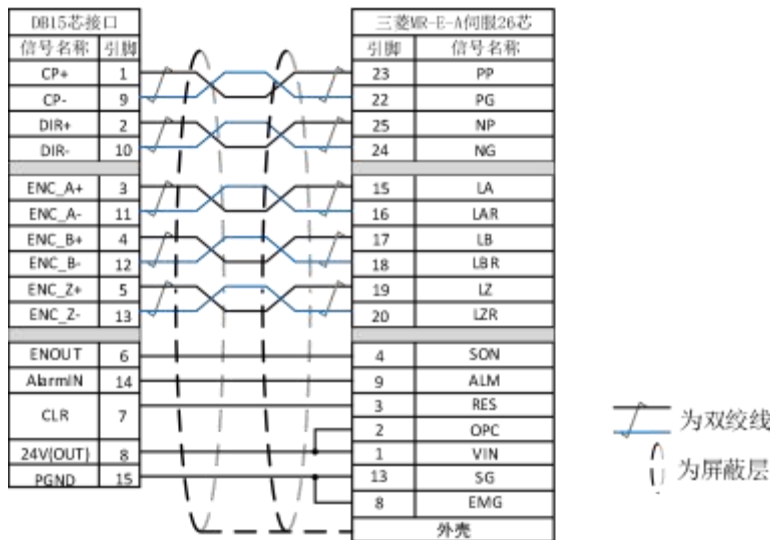 DB15芯接口 三菱MR-E-A伺服26芯
信号名称 引脚 引脚 信号名称
CP+ 1 23 PP
CP- 9 22 PG
DIR+ 2 25 NP
DIR- 10 24 NG
ENC_A+ 3 15 LA
ENC_A- 11 16 LAR
ENC_B+ 4 17 LB
ENC_B- 12 18 LBR
ENC_Z+ 5 19 LZ
ENC_Z- 13 20 LZR
ENOUT 6 4 SON
AlarmIN 14 9 ALM
CLR 7 3 RES
2 OPC
24V(OUT) 8 1 VIN
PGND 15 13 SG
8 EMG
外壳
为双绞线
为屏蔽层